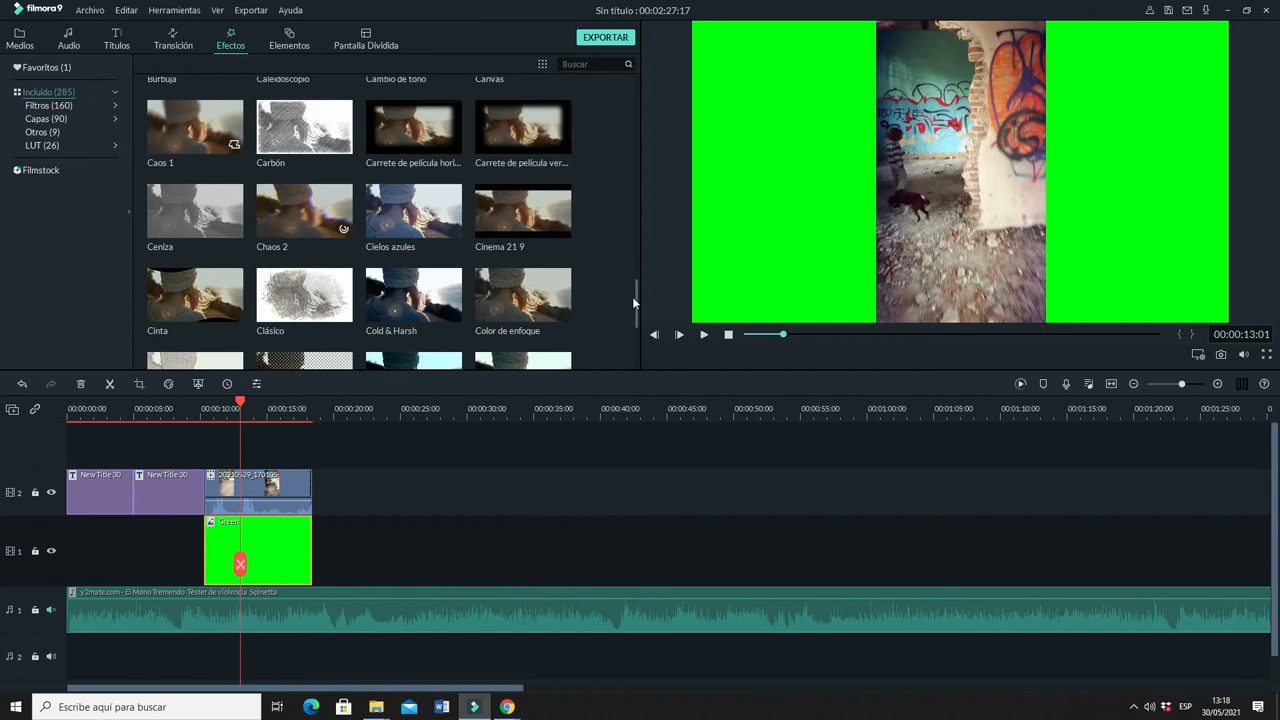 filmora9 Archivo Editar Herramientas Ver Exportar Ayuda Sin título : 00:02:27:17
Medios Audio Títulos Transición Efectos Elementos Pantalla Dividida EXPORTAR
Favoritos (1) Buscar
Incluido (285) Burbuja Caleidoscopio Cambio de tono Canvas
Filtros (160)
Capas (90)
Otros (9)
LUT (26)
Filmstock
Caos 1 Carbón Carrete de película hori... Carrete de película ver...
Ceniza Chaos 2 Cielos azules Cinema 21 9
Cinta Clásico Cold & Harsh Color de enfoque
{ } 00:00:13:01
00:00:00:00 00:00:05:00 00:00:10:00 00:00:15:00 00:00:20:00 00:00:25:00 00:00:30:00 00:00:35:00 00:00:40:00 00:00:45:00 00:00:50:00 00:00:55:00 00:01:00:00 00:01:05:00 00:01:10:00 00:01:15:00 00:01:20:00 00:01:25:00 0
2 T New Title 30 T New Title 30 20210529_170105
1 Green
1 y2mate.com - El Mono Tremendo Téster de violencia Spinetta
2
Escribe aquí para buscar ESP 13:18
30/05/2021